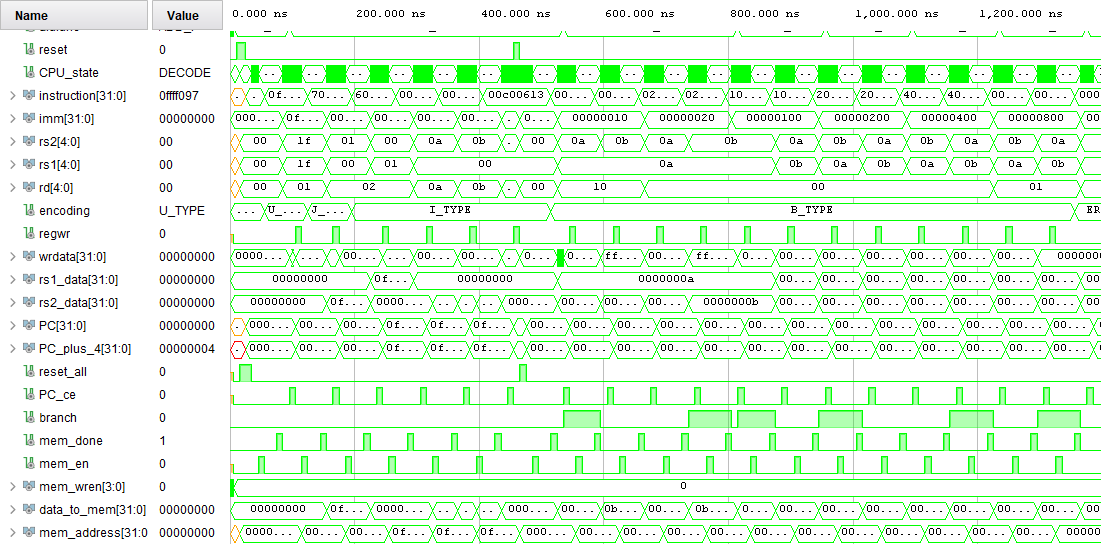 Name Value 0.000 ns 200.000 ns 400.000 ns 600.000 ns 800.000 ns 1,000.000 ns 1,200.000 ns
reset 0
CPU_state DECODE
instruction[31:0] 0ffff097 0f... 70... 60... 00... 00... 00c00613 00... 00... 02... 02... 10... 10... 20... 20... 40... 40... 00... 00... 000
imm[31:0] 00000000 000... 0f... 00... 00... 00... 00... . 0... 00000010 00000020 00000100 00000200 00000400 00000800 00
rs2[4:0] 00 00 1f 01 00 0a 0b . 00 0a 0b 0a 0b 0a 0b 0a 0b 0a
rs1[4:0] 00 00 1f 00 01 00 0a 0b 0a 0b 0a 0b 0a 0b
rd[4:0] 00 00 01 02 0a 0b . 00 10 00 01
encoding U_TYPE ... U_... J_... I_TYPE B_TYPE ER
regwr 0
wrdata[31:0] 00000000 0000... 00... 0... 0... ff... 00... ff... 00... 00... 00... 00... 00... 00... 0000000
rs1_data[31:0] 00000000 00000000 0f... 00000000 0000000a 00... 00... 00... 00... 00... 00... 00... 00
rs2_data[31:0] 00000000 00000000 0f... 0000... 000... 00... 00... 00... 0000000b 00... 00... 00... 00... 00... 00... 00... 00
PC[31:0] 00000000 000... 00... 00... 0f... 0f... 0f... 00... 00... 00... 00... 00... 00... 00... 00... 00... 00... 00... 00... 00...
PC_plus_4[31:0] 00000004 000... 00... 00... 0f... 0f... 0f... 00... 00... 00... 00... 00... 00... 00... 00... 00... 00... 00... 00... 00...
reset_all 0
PC_ce 0
branch 0
mem_done 1
mem_en 0
mem_wren[3:0] 0 0
data_to_mem[31:0] 00000000 00000000 0f... 0000... 000... 00... 0b... 00... 0b... 00... 00... 00... 00... 00... 00... 00... 00... 00
mem_address[31:0 00000000 0000... 00... 00... 0f... 0f... 000... 00... 00... 00... 00... 00... 00... 00... 00... 00... 00... 00... 00000